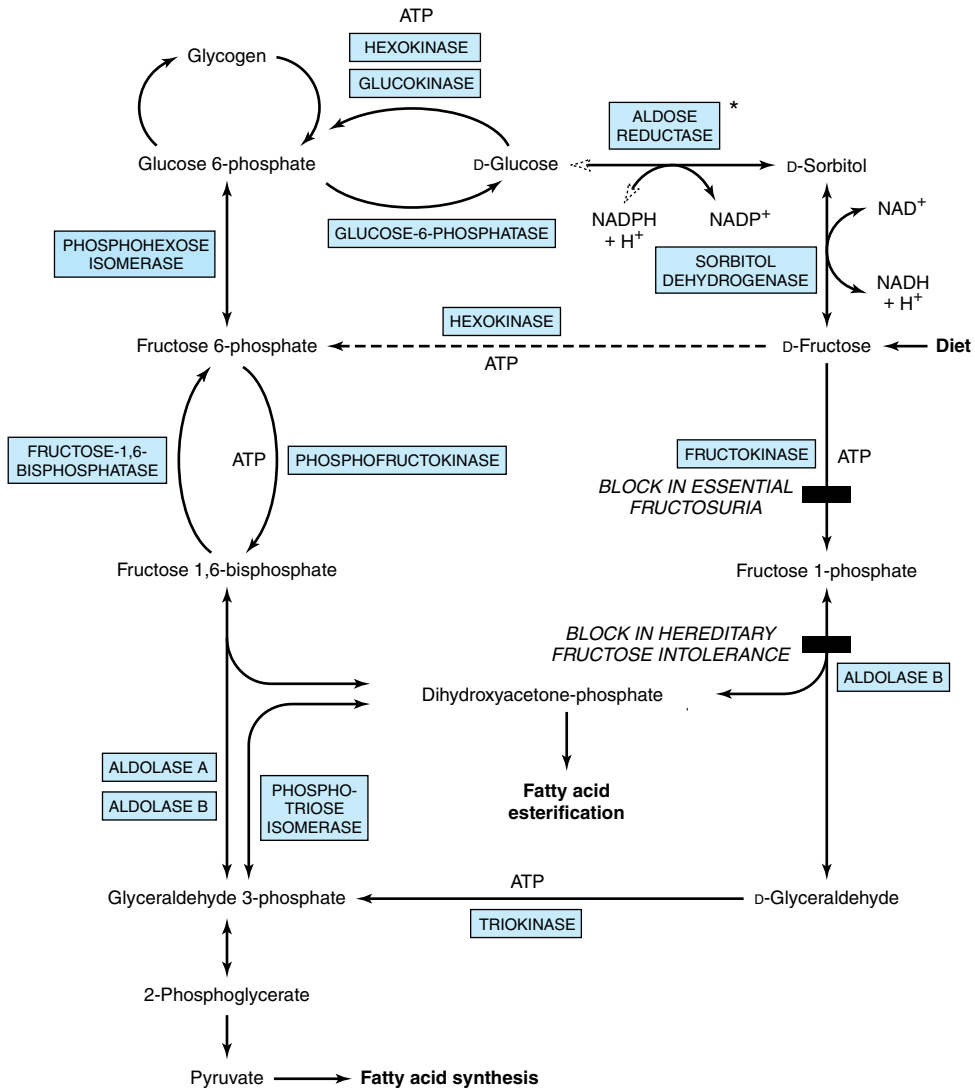 ATP
HEXOKINASE
GLUCOKINASE
Glycogen
ALDOSE
REDUCTASE
*
Glucose 6-phosphate
D-Glucose
D-Sorbitol
NADPH
+ H+
NADP+
NAD+
GLUCOSE-6-PHOSPHATASE
PHOSPHOHEXOSE
ISOMERASE
SORBITOL
DEHYDROGENASE
NADH
+ H+
HEXOKINASE
Fructose 6-phosphate
ATP
D-Fructose
Diet
FRUCTOSE-1,6-
BISPHOSPHATASE
ATP
PHOSPHOFRUCTOKINASE
FRUCTOKINASE
ATP
BLOCK IN ESSENTIAL
FRUCTOSURIA
Fructose 1,6-bisphosphate
Fructose 1-phosphate
BLOCK IN HEREDITARY
FRUCTOSE INTOLERANCE
ALDOLASE B
Dihydroxyacetone-phosphate
ALDOLASE A
ALDOLASE B
PHOSPHO-
TRIOSE
ISOMERASE
Fatty acid
esterification
Glyceraldehyde 3-phosphate
ATP
TRIOKINASE
D-Glyceraldehyde
2-Phosphoglycerate
Pyruvate
Fatty acid synthesis